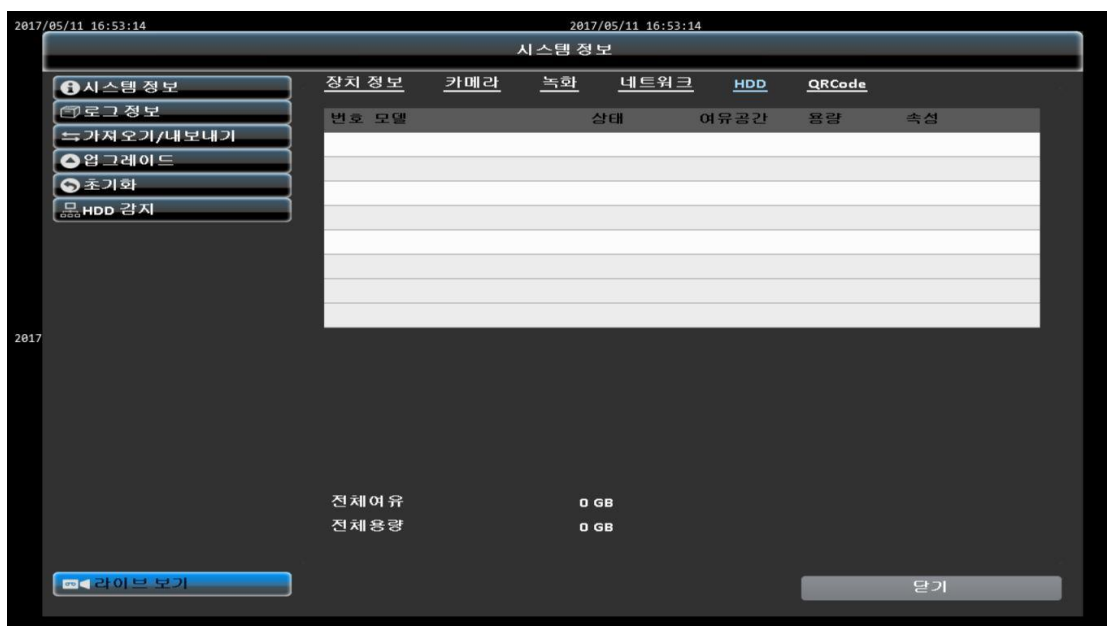 2017/05/11 16:53:14 2017/05/11 16:53:14
시스템 정보
시스템 정보
로그 정보
가져오기/내보내기
업그레이드
초기화
HDD 감지
장치 정보 카메라 녹화 네트워크 HDD QRCode
번호 모델 상태 여유공간 용량 속성
2017
전체여유 0 GB
전체용량 0 GB
라이브 보기
닫기